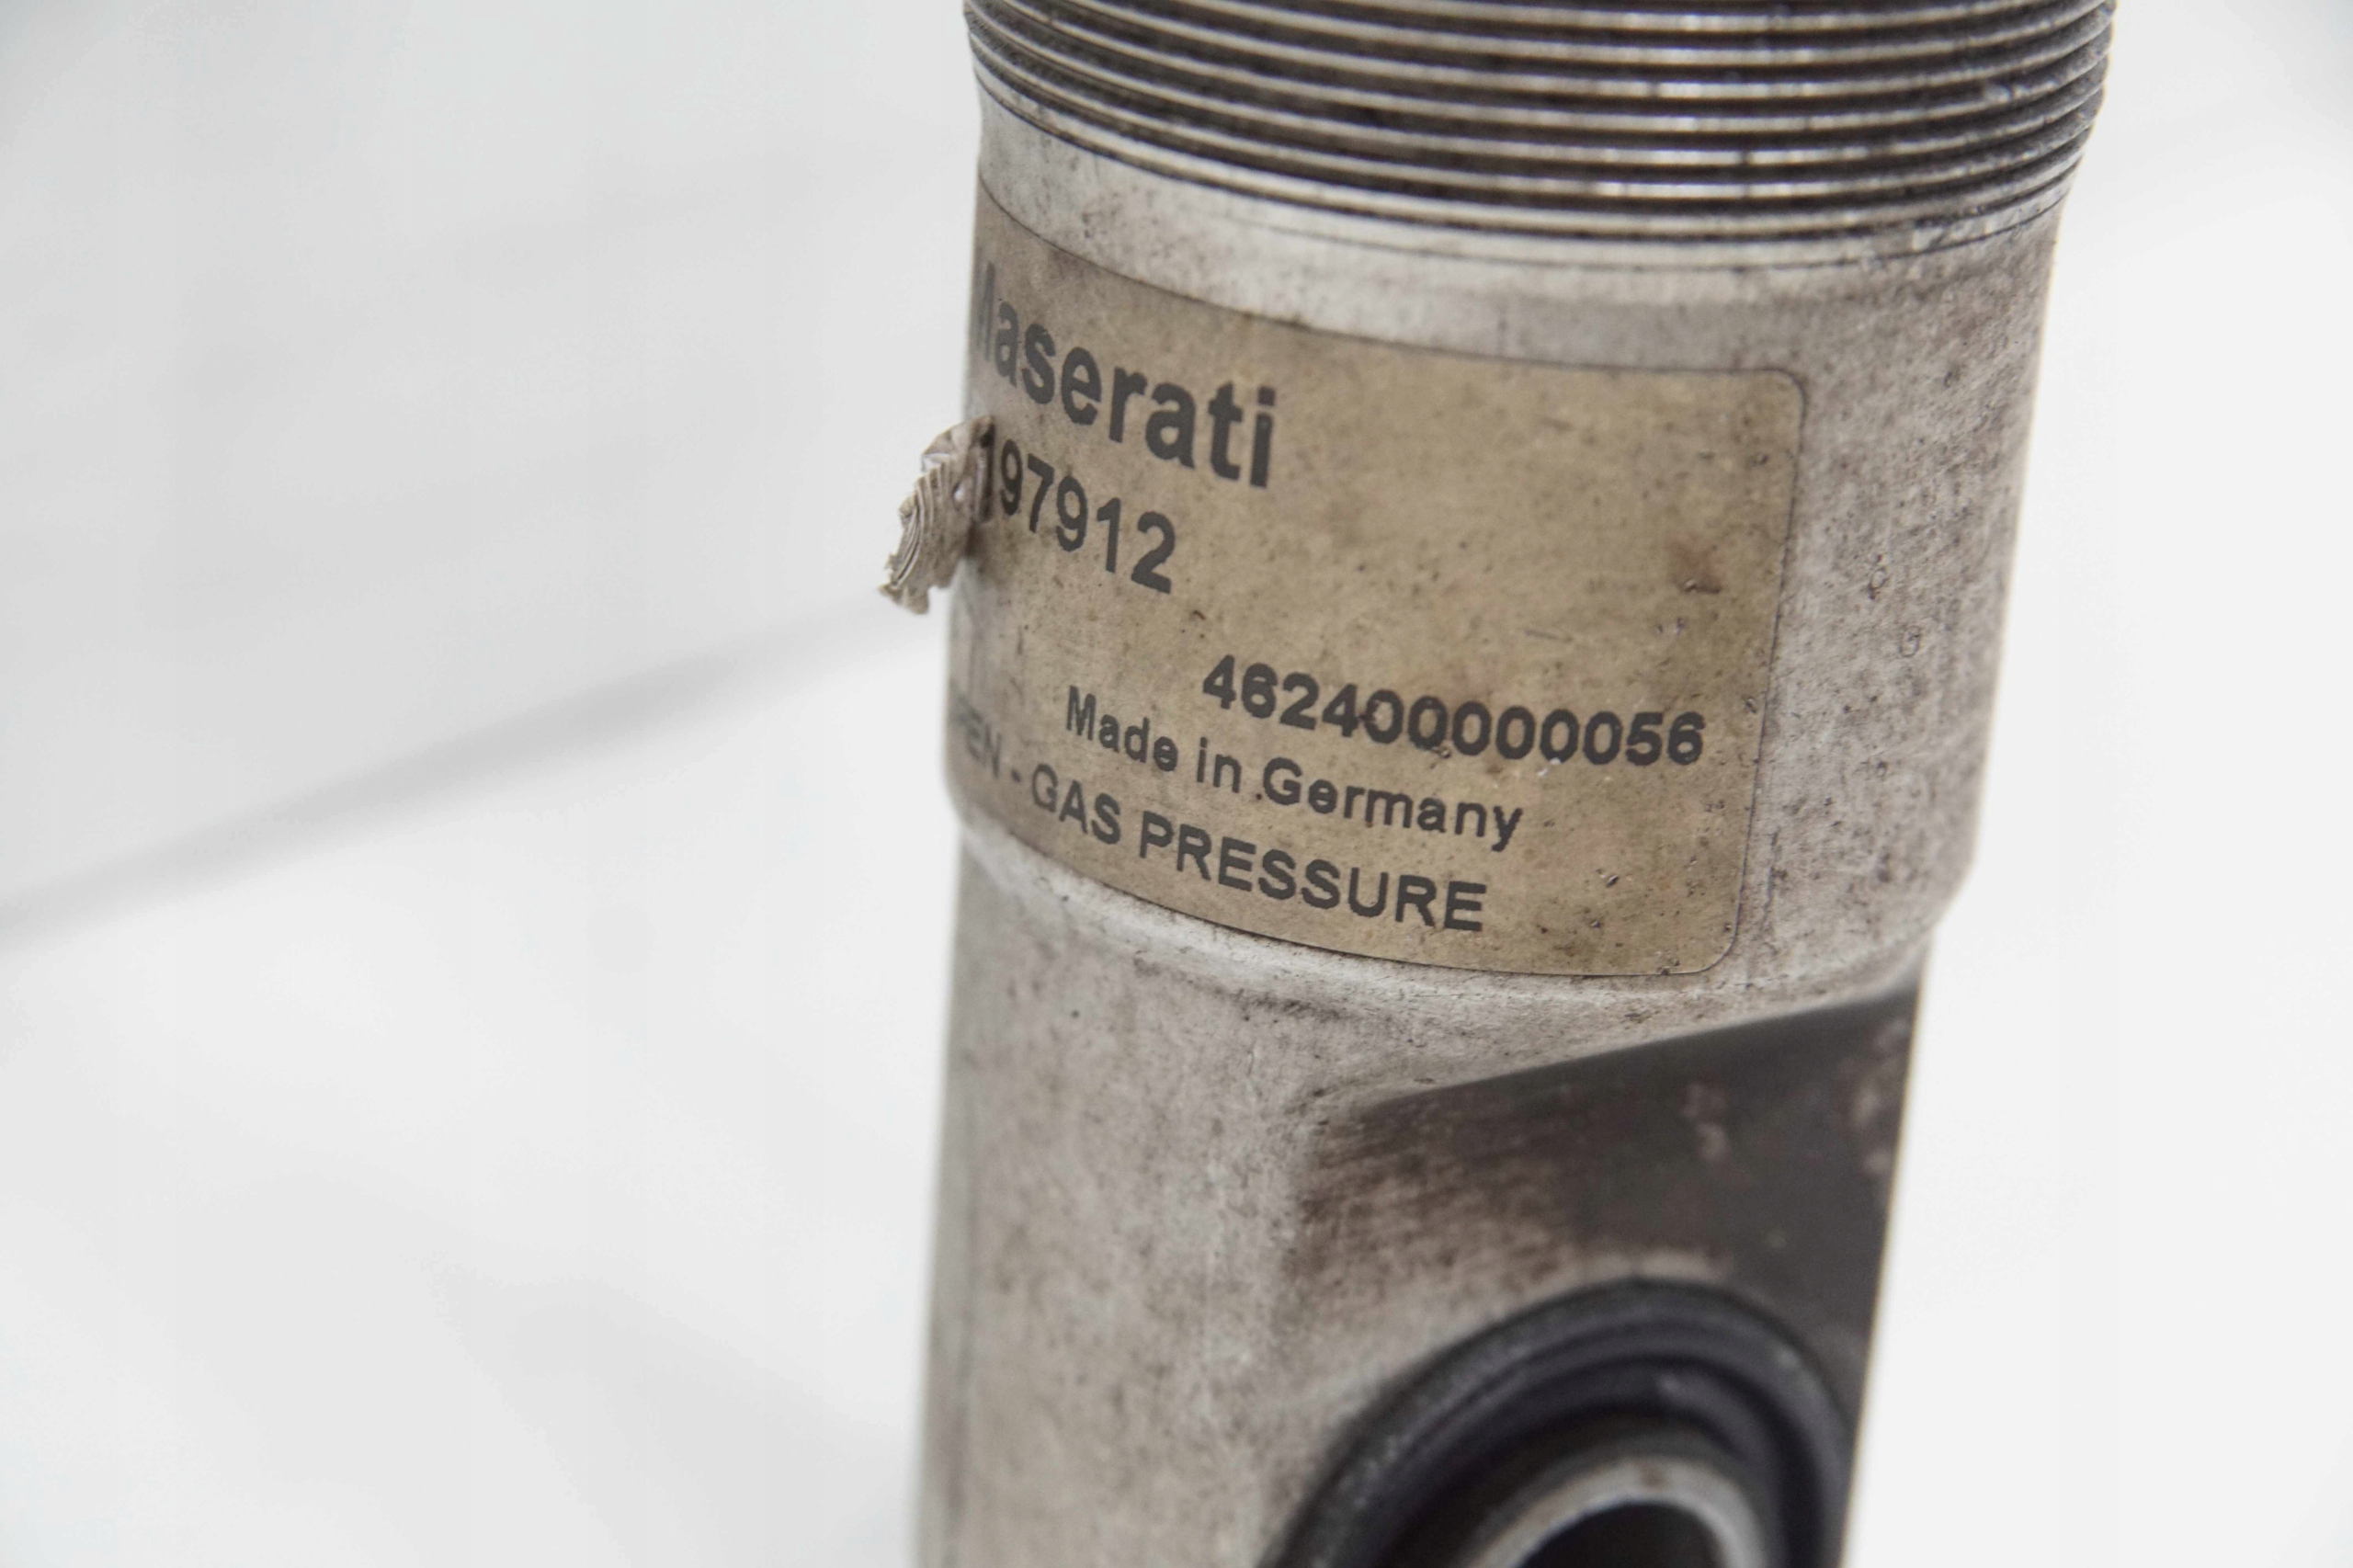 Maserati
197912
462400000056
Made in Germany
- GAS PRESSURE